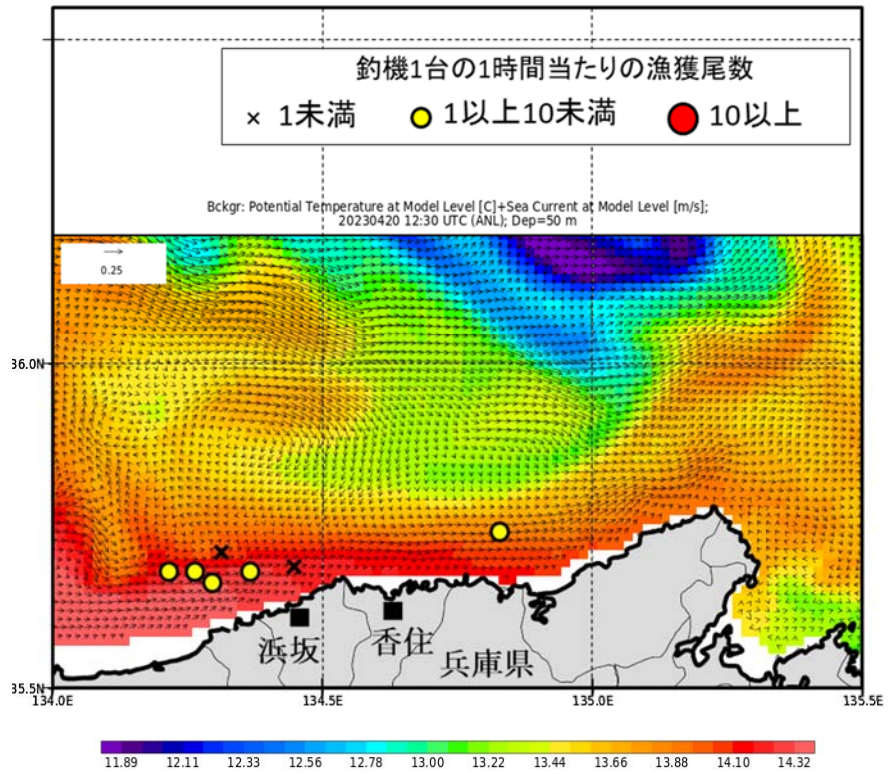 釣機1台の1時間当たりの漁獲尾数
× 1未満 1以上10未満 10以上
Bckgr: Potential Temperature at Model Level [C]+Sea Current at Model Level [m/s];
20230420 12:30 UTC (ANL); Dep=50 m
0.25
36.0N
浜坂
香住
兵庫県
35.5N
134.0E 134.5E 135.0E 135.5E
11.89 12.11 12.33 12.56 12.78 13.00 13.22 13.44 13.66 13.88 14.10 14.32